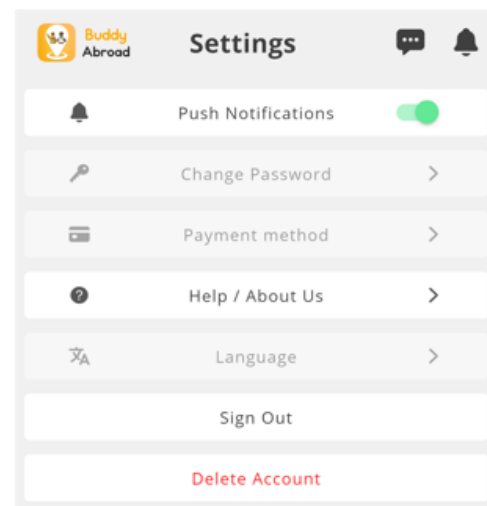 Buddy
Abroad
Settings
Push Notifications
Change Password
Payment method
Help / About Us
Language
Sign Out
Delete Account